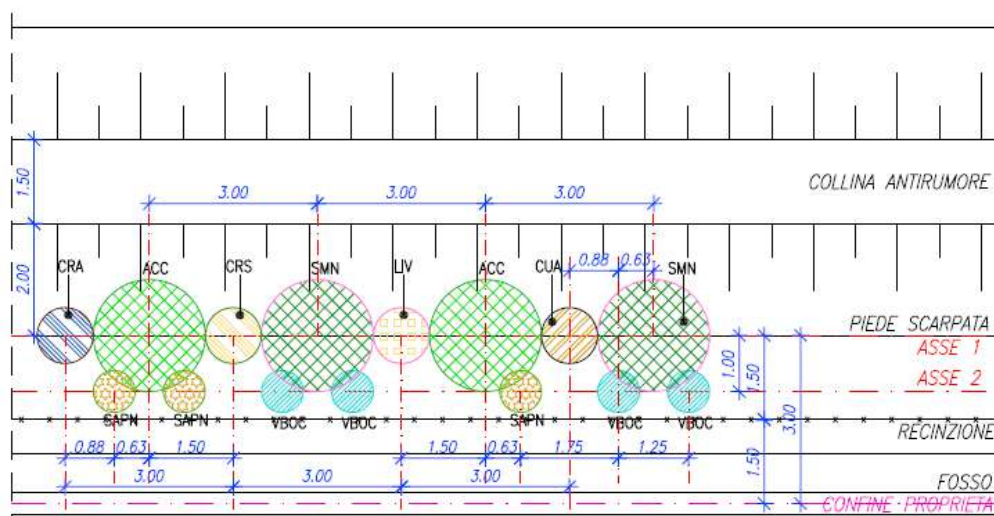 1.50
3.00 3.00 3.00
COLLINA ANTIRUMORE
2.00
CRA ACC CRS SMN LIV ACC CUA 0.88 0.63 SMN
PIEDE SCARPATA
ASSE 1
1.00 1.50
ASSE 2
3.00
SAPN SAPN VBOC VBOC SAPN VBOC VBOC
RECINZIONE
0.88 0.63 1.50 1.50 0.63 1.75 1.25
1.50
3.00 3.00 3.00
FOSSO
CONFINE PROPRIETA